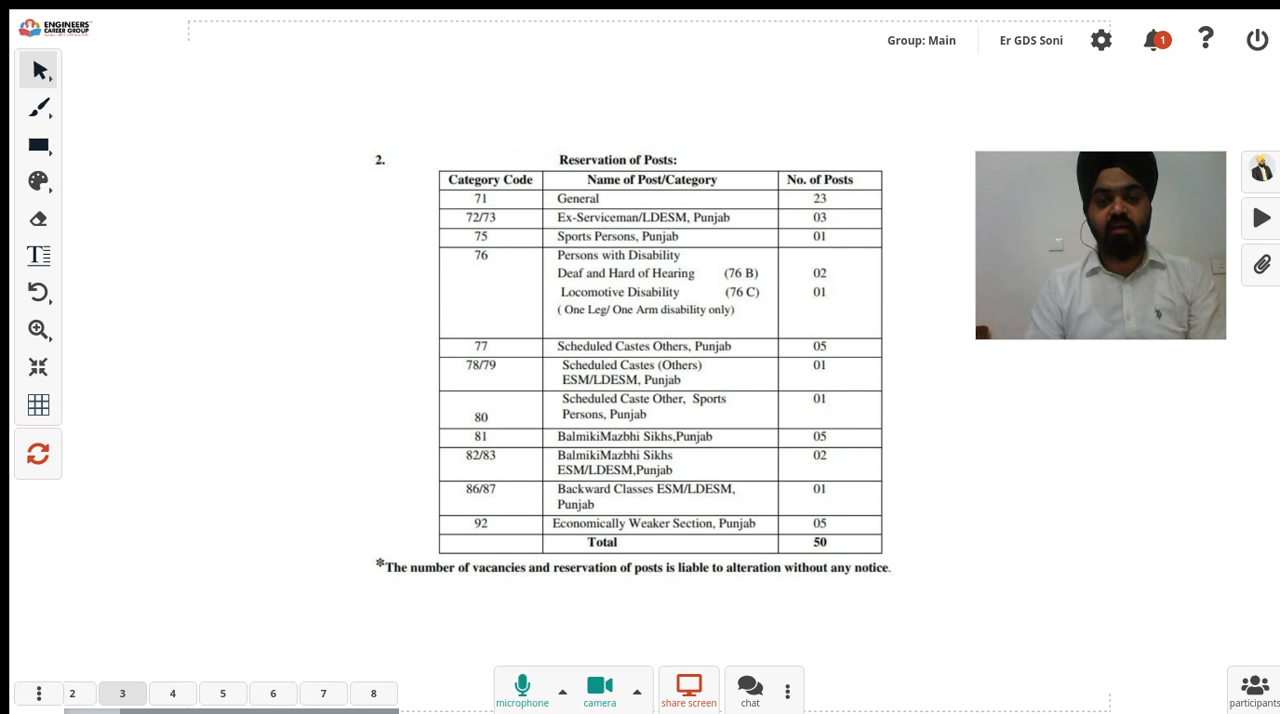 ENGINEERS
CAREER GROUP
Group: Main
Er GDS Soni
1
?
2. Reservation of Posts:
Category Code Name of Post/Category No. of Posts
71 General 23
72/73 Ex-Serviceman/LDESM, Punjab 03
75 Sports Persons, Punjab 01
76 Persons with Disability
Deaf and Hard of Hearing (76 B) 02
Locomotive Disability (76 C) 01
( One Leg/ One Arm disability only)
77 Scheduled Castes Others, Punjab 05
78/79 Scheduled Castes (Others) 01
ESM/LDESM, Punjab
Scheduled Caste Other, Sports 01
80 Persons, Punjab
81 BalmikiMazbhi Sikhs,Punjab 05
82/83 BalmikiMazbhi Sikhs 02
ESM/LDESM,Punjab
86/87 Backward Classes ESM/LDESM, 01
Punjab
92 Economically Weaker Section, Punjab 05
Total 50
*The number of vacancies and reservation of posts is liable to alteration without any notice.
T
2 3 4 5 6 7 8
microphone camera share screen chat participants